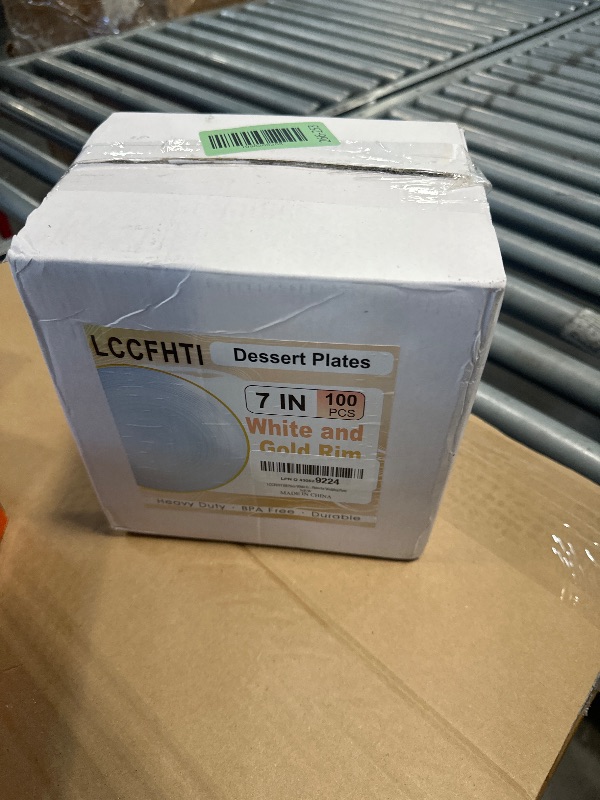 LCCFHTI
Dessert Plates
7 IN
100
PCS
White and
Gold Rim
9224
MADE IN CHINA
Heavy Duty - BPA Free - Durable